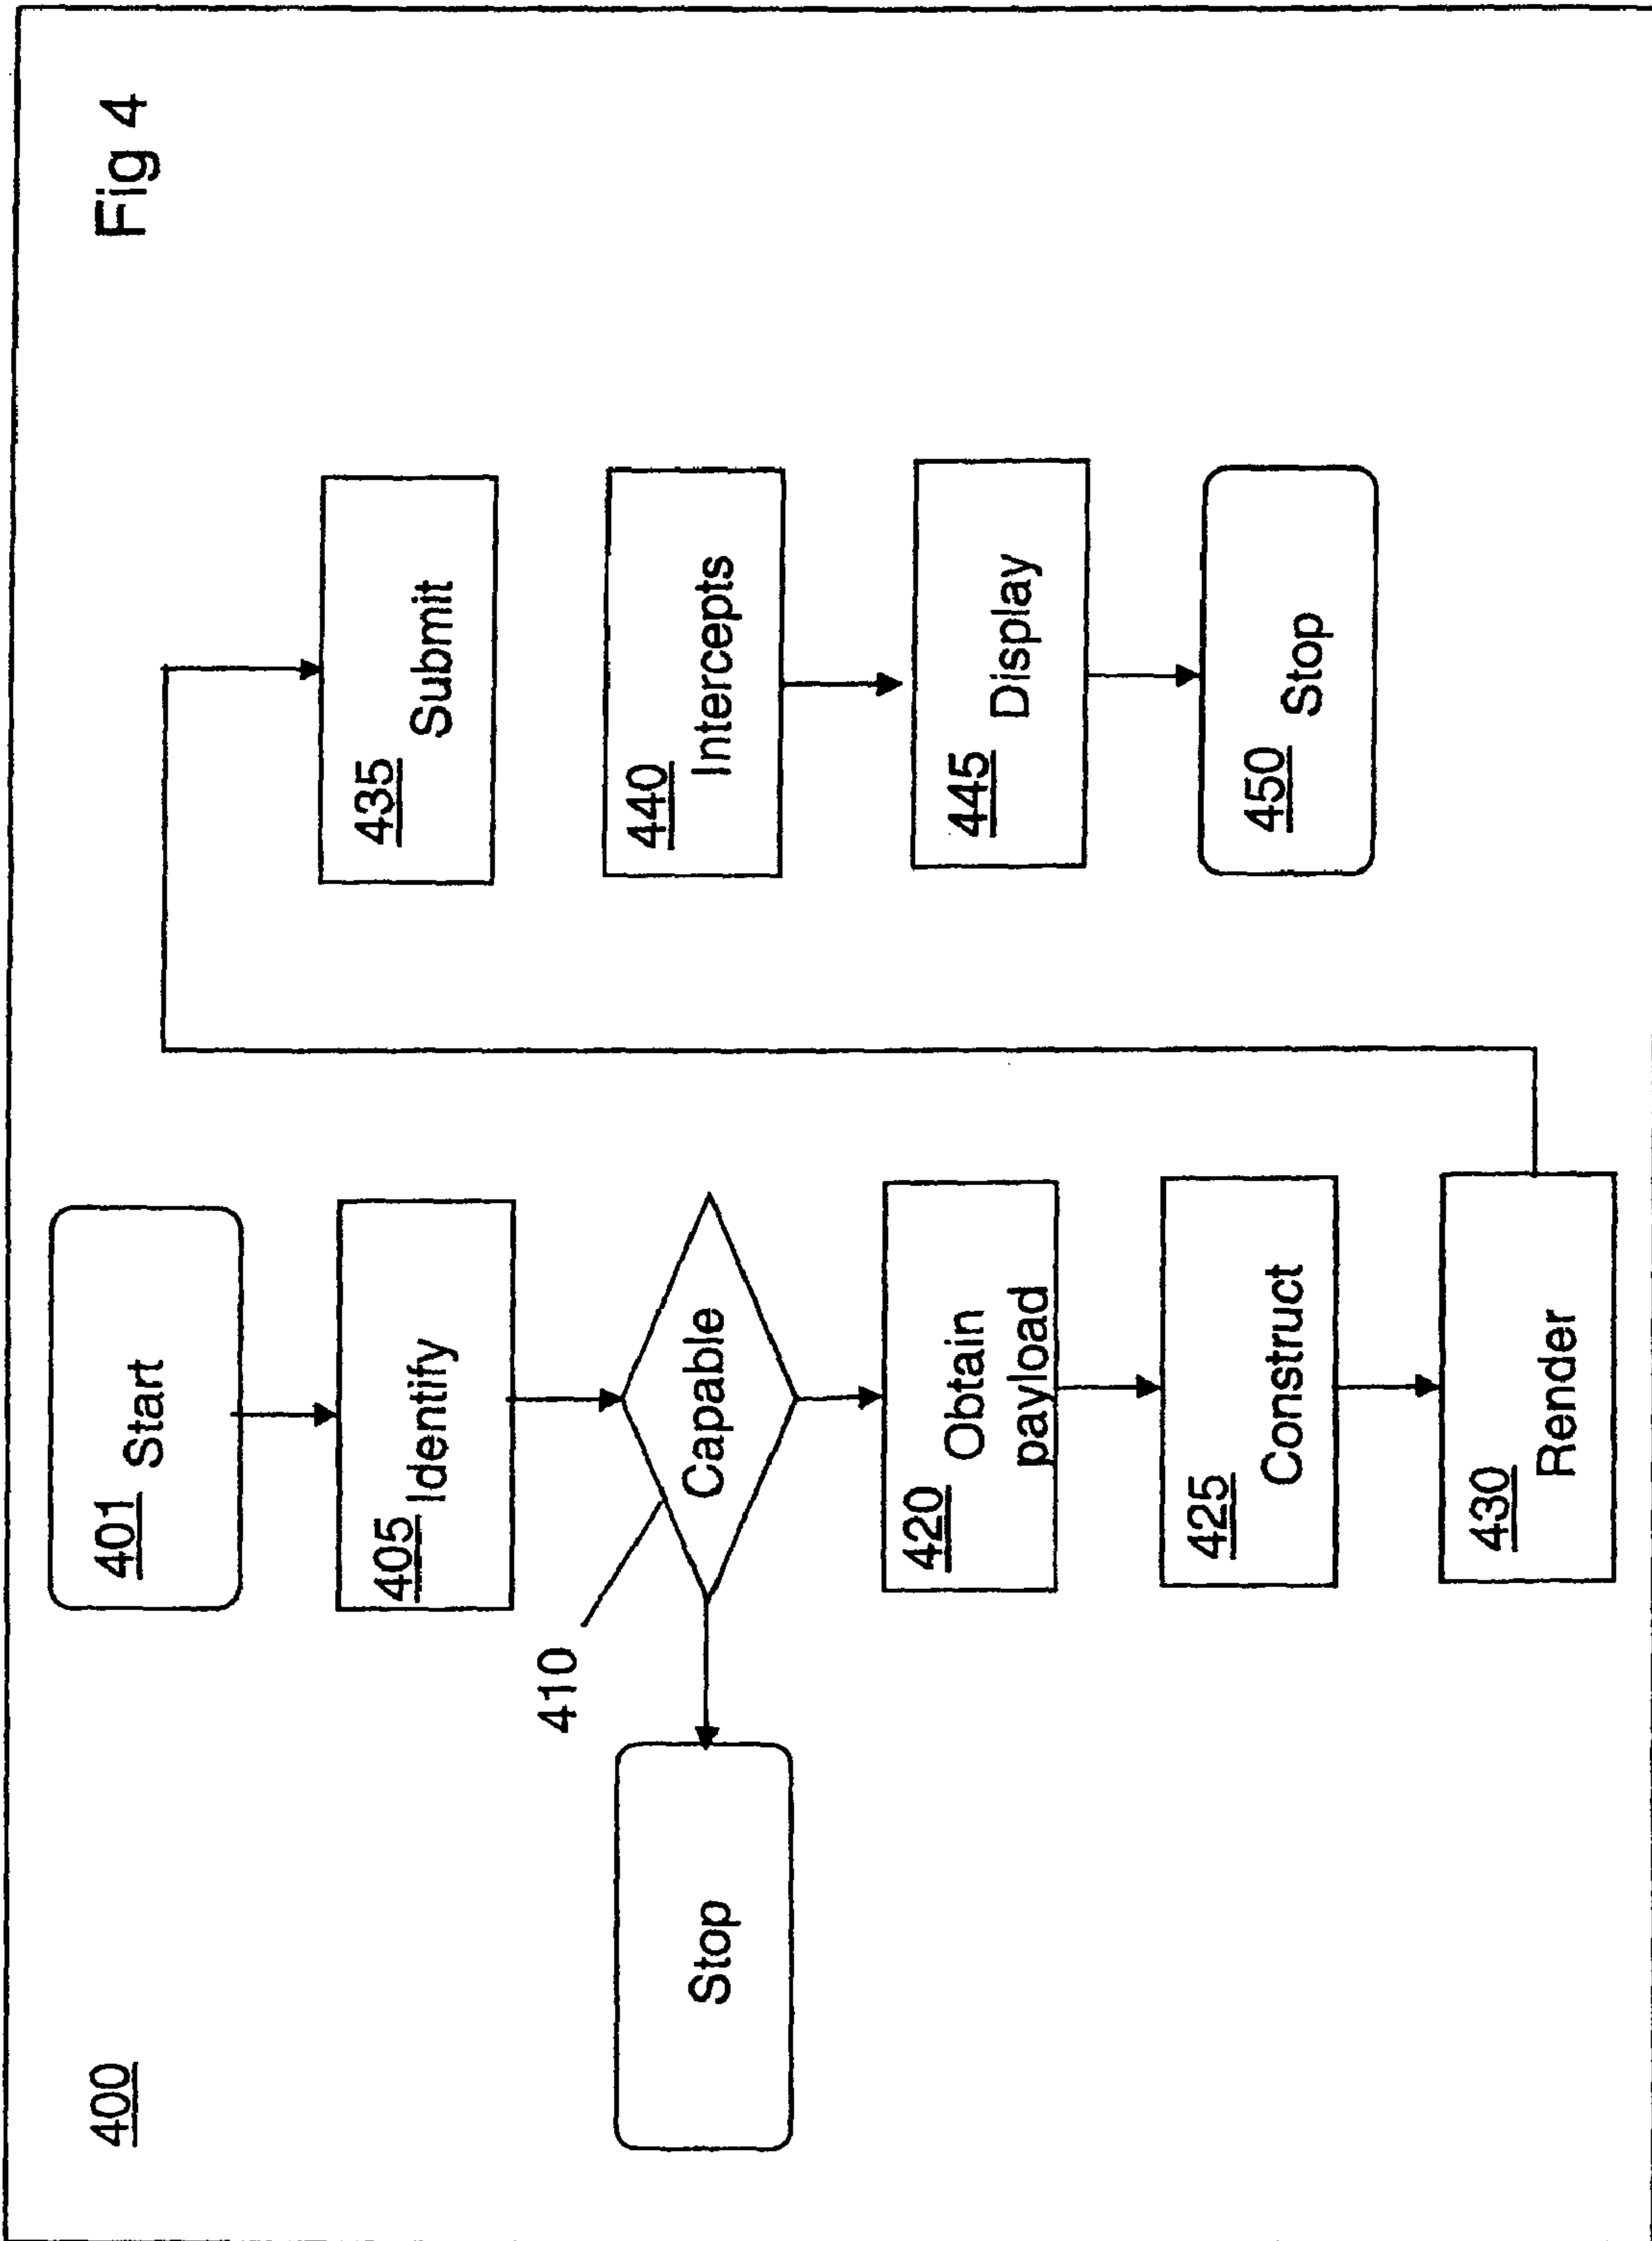 400
Fig 4
401
Start
405
Identify
410
Capable
Stop
420
Obtain
payload
425
Construct
430
Render
435
Submit
440
Intercepts
445
Display
450
Stop